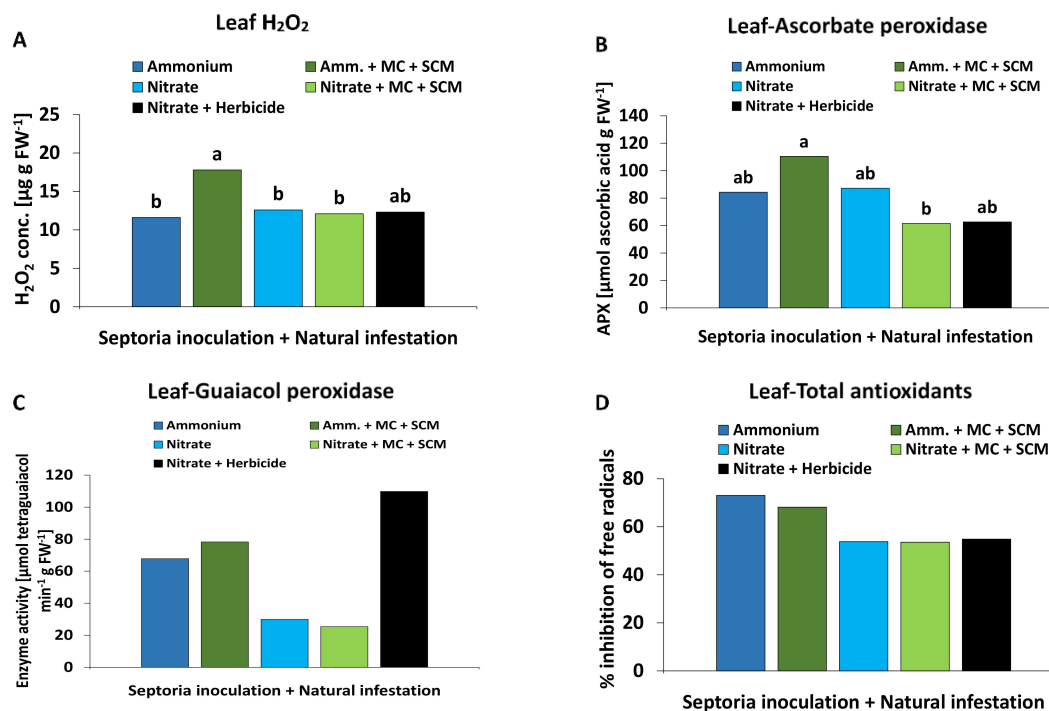 A
Leaf H₂O₂
Ammonium
Amm. + MC + SCM
Nitrate
Nitrate + MC + SCM
Nitrate + Herbicide
H₂O₂ conc. [µg g FW⁻¹]
25
20
15
10
5
0
b
a
b
b
ab
Septoria inoculation + Natural infestation
B
Leaf-Ascorbate peroxidase
Ammonium
Amm. + MC + SCM
Nitrate
Nitrate + MC + SCM
Nitrate + Herbicide
APX [µmol ascorbic acid g FW⁻¹]
140
120
100
80
60
40
20
0
ab
a
ab
b
ab
Septoria inoculation + Natural infestation
C
Leaf-Guaiacol peroxidase
Ammonium
Amm. + MC + SCM
Nitrate
Nitrate + MC + SCM
Nitrate + Herbicide
Enzyme activity [µmol tetraguaiacol
min⁻¹ g FW⁻¹]
120
100
80
60
40
20
0
Septoria inoculation + Natural infestation
D
Leaf-Total antioxidants
Ammonium
Amm. + MC + SCM
Nitrate
Nitrate + MC + SCM
Nitrate + Herbicide
% inhibition of free radicals
80
60
40
20
0
Septoria inoculation + Natural infestation